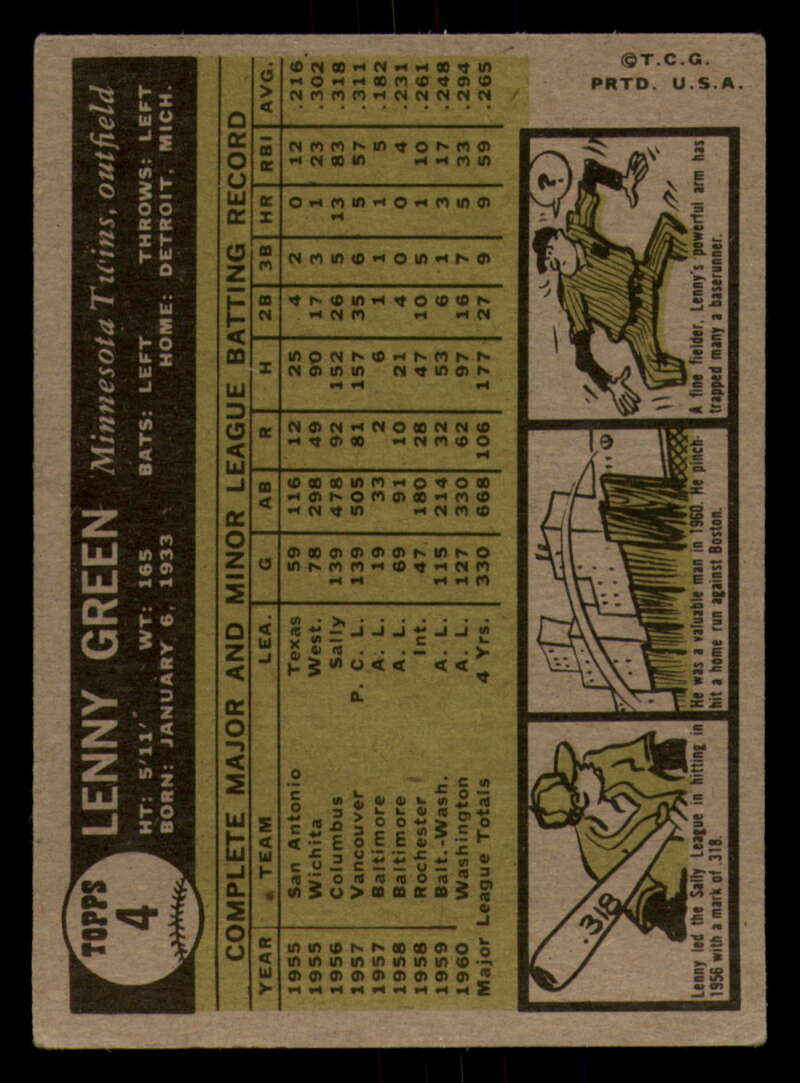 TOPPS
4
LENNY GREEN Minnesota Twins, outfield
HT: 5'11" WT: 165 BATS: LEFT THROWS: LEFT
BORN: JANUARY 6, 1933 HOME: DETROIT, MICH.
COMPLETE MAJOR AND MINOR LEAGUE BATTING RECORD
YEAR TEAM LEA. G AB R H 2B 3B HR RBI AVG.
1955 San Antonio Texas 59 116 12 25 4 2 0 12 .216
1955 Wichita West. 78 298 49 90 17 3 1 23 .302
1956 Columbus Sally 139 478 92 152 26 5 13 83 .318
1957 Vancouver P. C. L. 139 505 81 157 35 6 5 57 .311
1957 Baltimore A. L. 19 33 2 6 1 1 1 5 .182
1958 Baltimore A. L. 69 91 10 21 4 0 0 4 .231
1958 Rochester Int. 47 180 28 47 10 5 1 10 .261
1959 Balt.-Wash. A. L. 115 214 32 53 6 1 3 17 .248
1960 Washington A. L. 127 330 62 97 16 7 5 33 .294
Major League Totals 4 Yrs. 330 668 106 177 27 9 9 59 .265
.318
Lenny led the Sally League in hitting in
1956 with a mark of .318.
He was a valuable man in 1960. He pinch-
hit a home run against Boston.
?
A fine fielder, Lenny's powerful arm has
trapped many a baserunner.
©T.C.G.
PRTD. U.S.A.